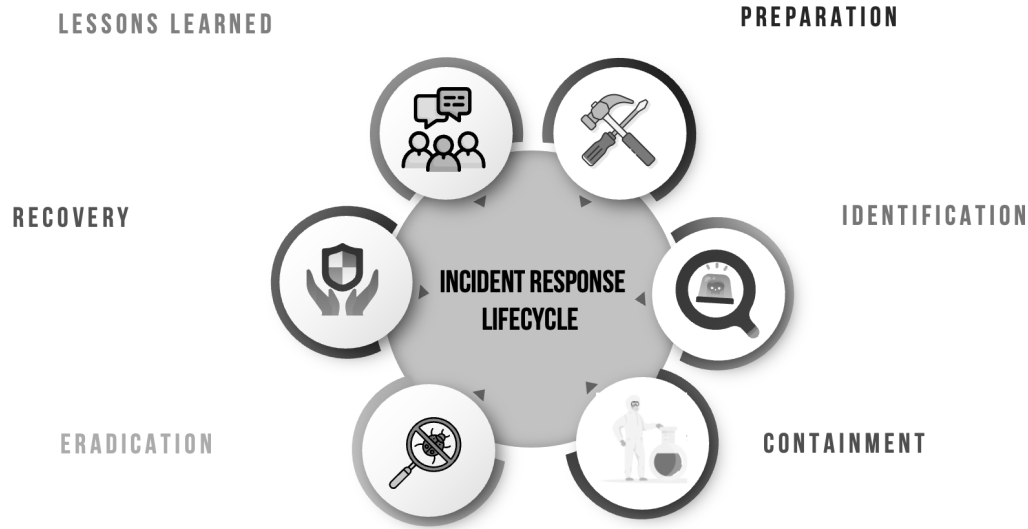 LESSONS LEARNED
PREPARATION
RECOVERY
IDENTIFICATION
INCIDENT RESPONSE
LIFECYCLE
ERADICATION
CONTAINMENT